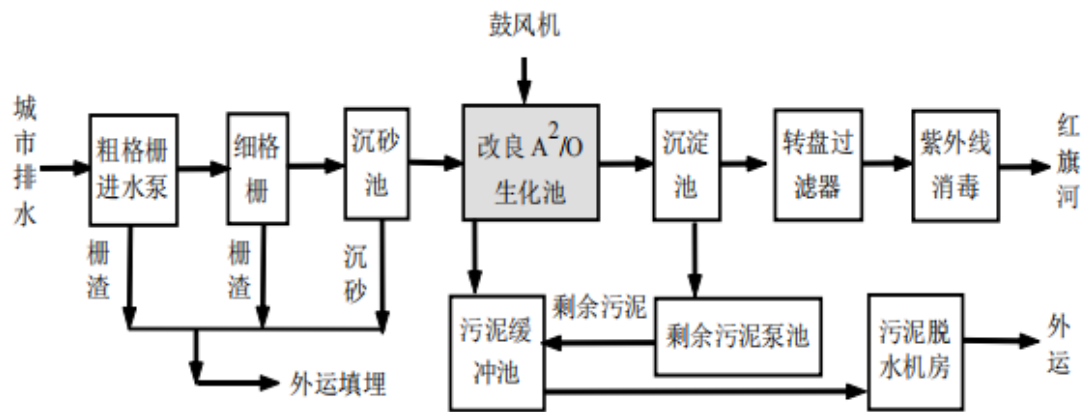 鼓风机
城市排水
粗格栅
进水泵
细格
栅
沉砂
池
改良 A²/O
生化池
沉淀
池
转盘过
滤器
紫外线
消毒
红旗河
栅渣
栅渣
沉砂
外运填埋
污泥缓
冲池
剩余污泥
剩余污泥泵池
污泥脱
水机房
外运